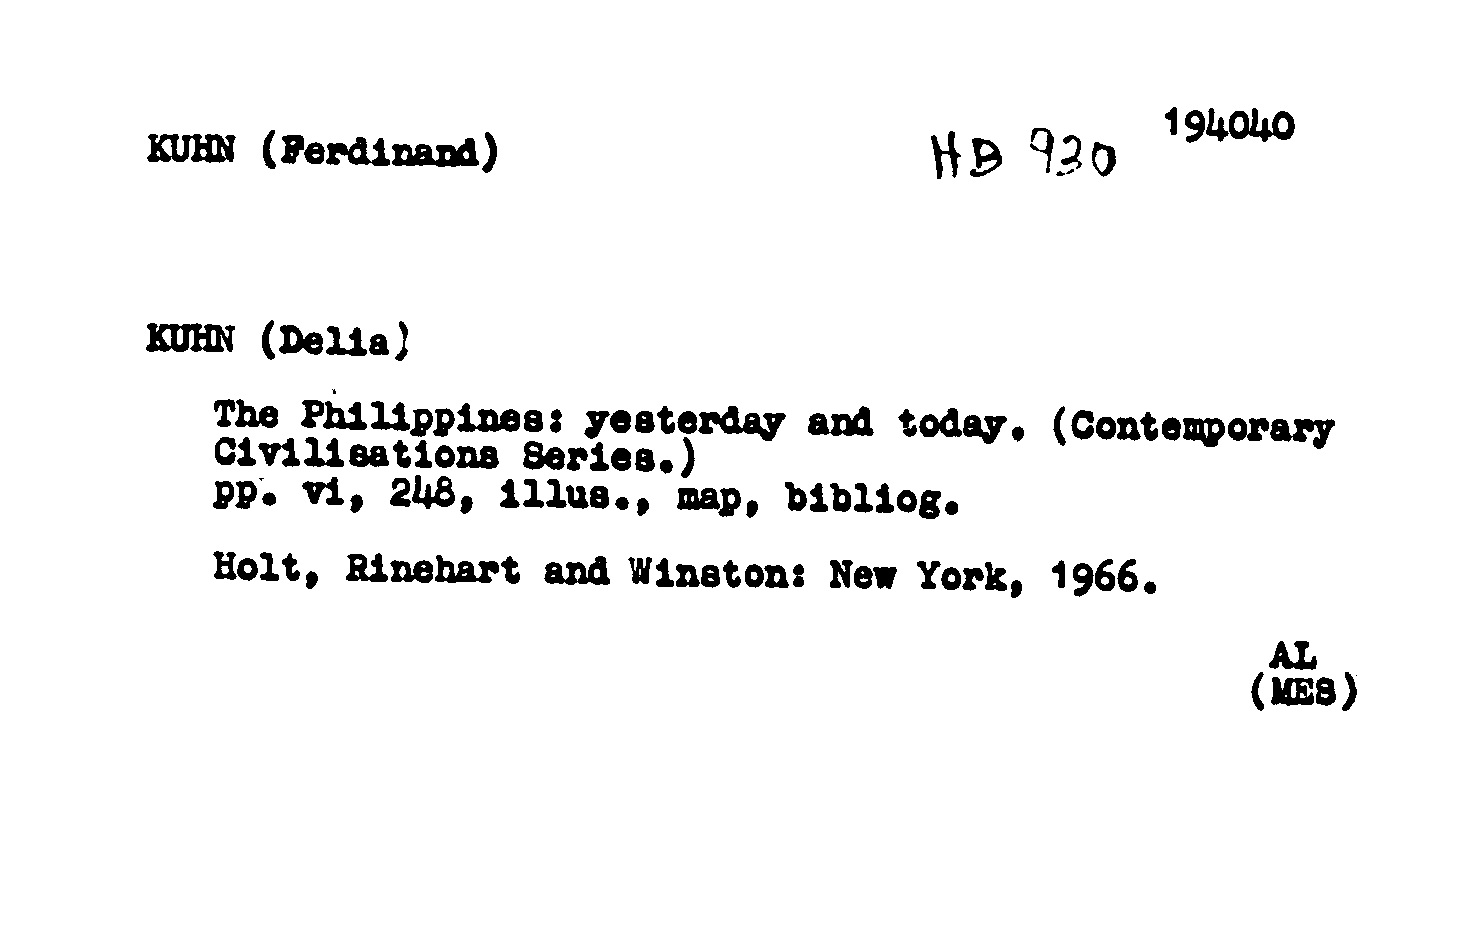 KUHN (Ferdinand)
HB 930
194040
KUHN (Delia)
The Philippines: yesterday and today. (Contemporary
Civilisations Series.)
pp. vi, 248, illus., map, bibliog.
Holt, Rinehart and Winston: New York, 1966.
AL
(MES)